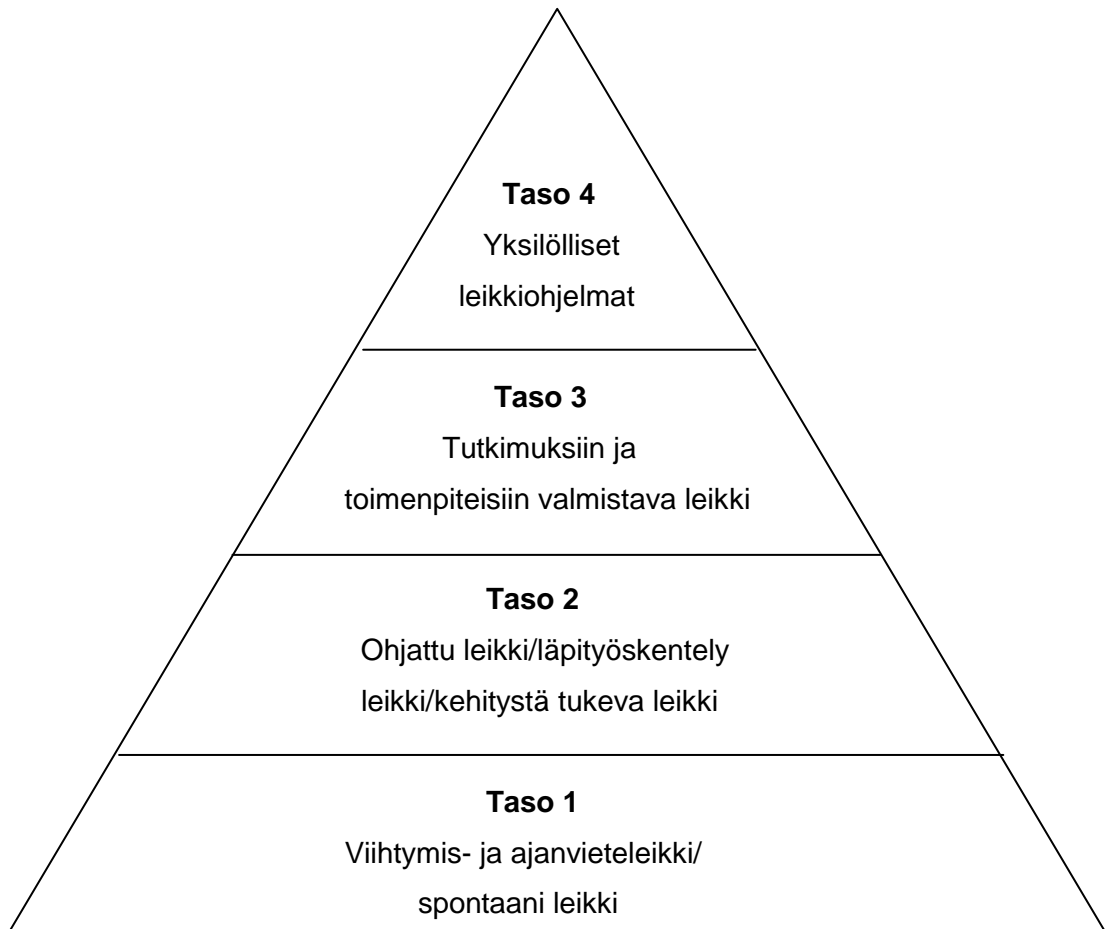 Taso 4
Yksilölliset
leikkiohjelmat
Taso 3
Tutkimuksiin ja
toimenpiteisiin valmistava leikki
Taso 2
Ohjattu leikki/läpityöskentely
leikki/kehitystä tukeva leikki
Taso 1
Viihtymis- ja ajanvieteleikki/
spontaani leikki